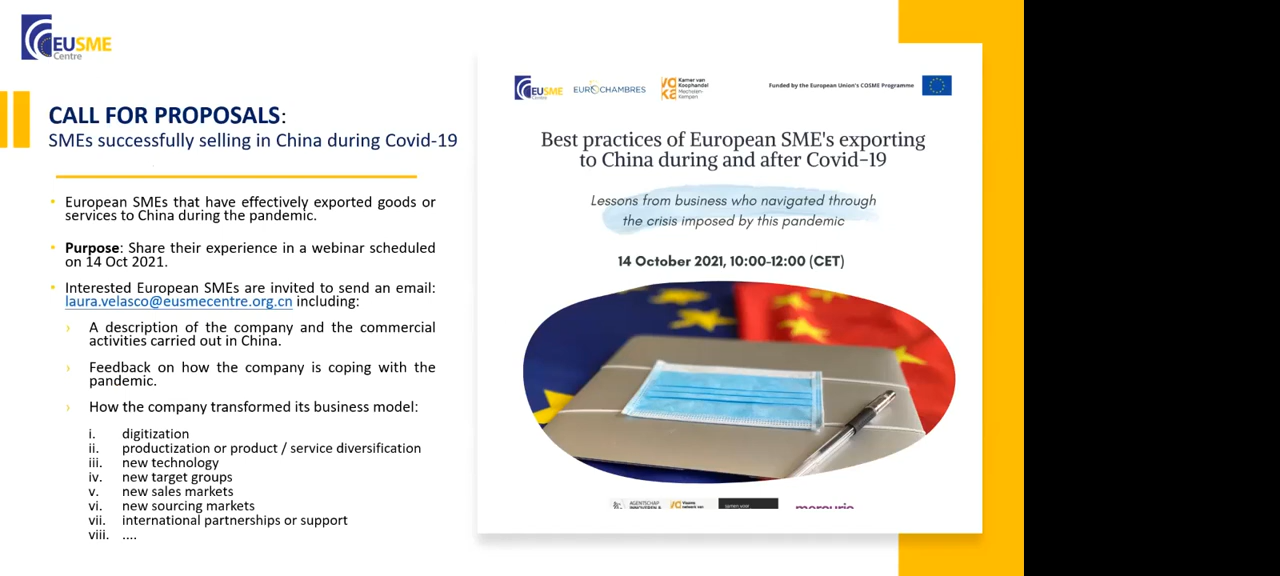 EUSME
Centre
CALL FOR PROPOSALS:
SMEs successfully selling in China during Covid-19
• European SMEs that have effectively exported goods or
services to China during the pandemic.
• Purpose: Share their experience in a webinar scheduled
on 14 Oct 2021.
• Interested European SMEs are invited to send an email:
laura.velasco@eusmecentre.org.cn including:
› A description of the company and the commercial
activities carried out in China.
› Feedback on how the company is coping with the
pandemic.
› How the company transformed its business model:
i. digitization
ii. productization or product / service diversification
iii. new technology
iv. new target groups
v. new sales markets
vi. new sourcing markets
vii. international partnerships or support
viii. ....
EUSME
Centre
EUROCHAMBRES
voka
Kamer van
Koophandel
Mechelen-
Kempen
Funded by the European Union's COSME Programme
Best practices of European SME's exporting
to China during and after Covid-19
Lessons from business who navigated through
the crisis imposed by this pandemic
14 October 2021, 10:00-12:00 (CET)
AGENTSCHAP
INNOVEREN &
samen voor
mercurio